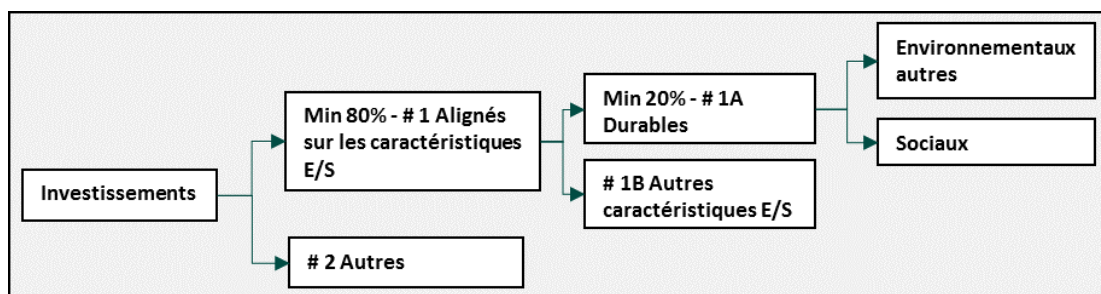 Investissements
Min 80% - # 1 Alignés
sur les caractéristiques
E/S
# 2 Autres
Min 20% - # 1A
Durables
# 1B Autres
caractéristiques E/S
Environnementaux
autres
Sociaux